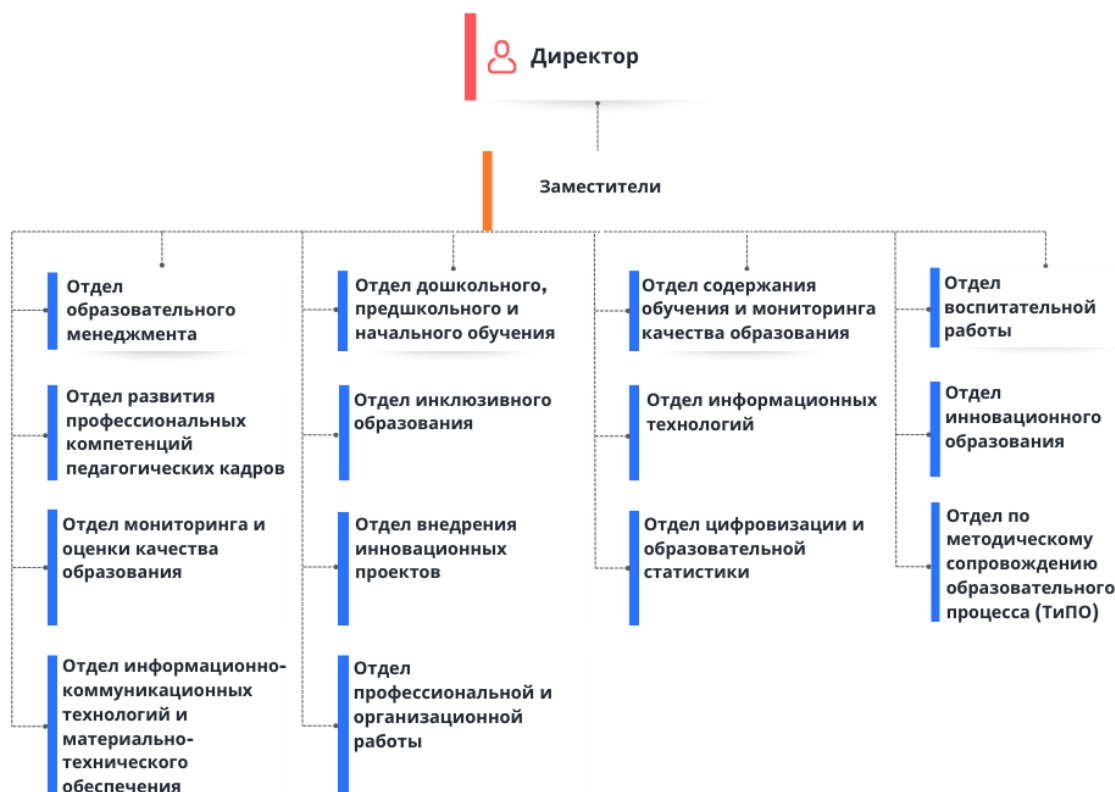 Директор
Заместители
Отдел
образовательного
менеджмента
Отдел дошкольного,
предшкольного и
начального обучения
Отдел содержания
обучения и мониторинга
качества образования
Отдел
воспитательной
работы
Отдел развития
профессиональных
компетенций
педагогических кадров
Отдел инклюзивного
образования
Отдел информационных
технологий
Отдел
инновационного
образования
Отдел мониторинга и
оценки качества
образования
Отдел внедрения
инновационных
проектов
Отдел цифровизации и
образовательной
статистики
Отдел по
методическому
сопровождению
образовательного
процесса (ТиПО)
Отдел информационно-
коммуникационных
технологий и
материально-
технического
обеспечения
Отдел
профессиональной и
организационной
работы